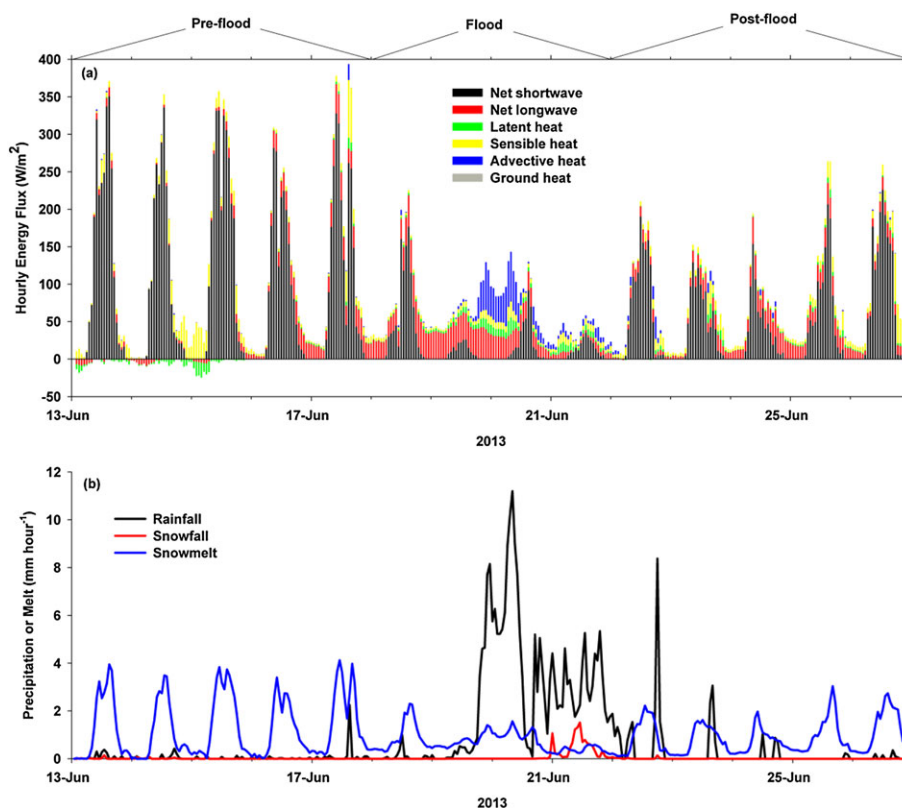 Pre-flood Flood Post-flood
400
(a)
350
Net shortwave
300
Net longwave
Latent heat
250
Sensible heat
Advective heat
200
Ground heat
150
100
50
0
-50
Hourly Energy Flux (W/m²)
13-Jun 17-Jun 21-Jun 25-Jun
2013
12
(b)
10
Rainfall
Snowfall
Snowmelt
8
6
4
2
0
Precipitation or Melt (mm hour⁻¹)
13-Jun 17-Jun 21-Jun 25-Jun
2013